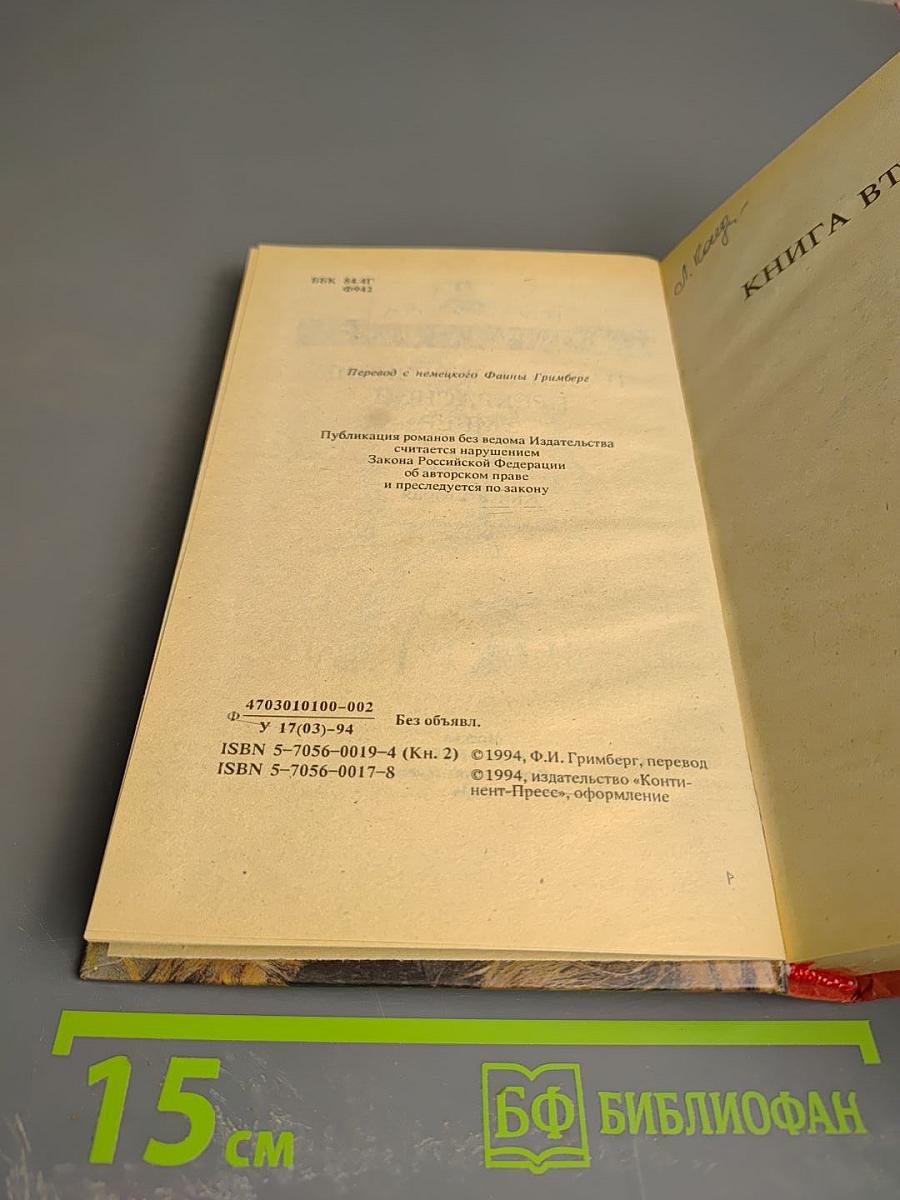 ББК 84.4Г
Ф942
Перевод с немецкого Фаины Гримберг
Публикация романов без ведома Издательства
считается нарушением
Закона Российской Федерации
об авторском праве
и преследуется по закону
Ф 4703010100–002
У 17(03)–94
Без объявл.
ISBN 5–7056–0019–4 (Кн. 2)
ISBN 5–7056–0017–8
©1994, Ф.И. Гримберг, перевод
©1994, издательство «Конти-
нент-Пресс», оформление
КНИГА ВТ
15 см
БФ БИБЛИОФАН